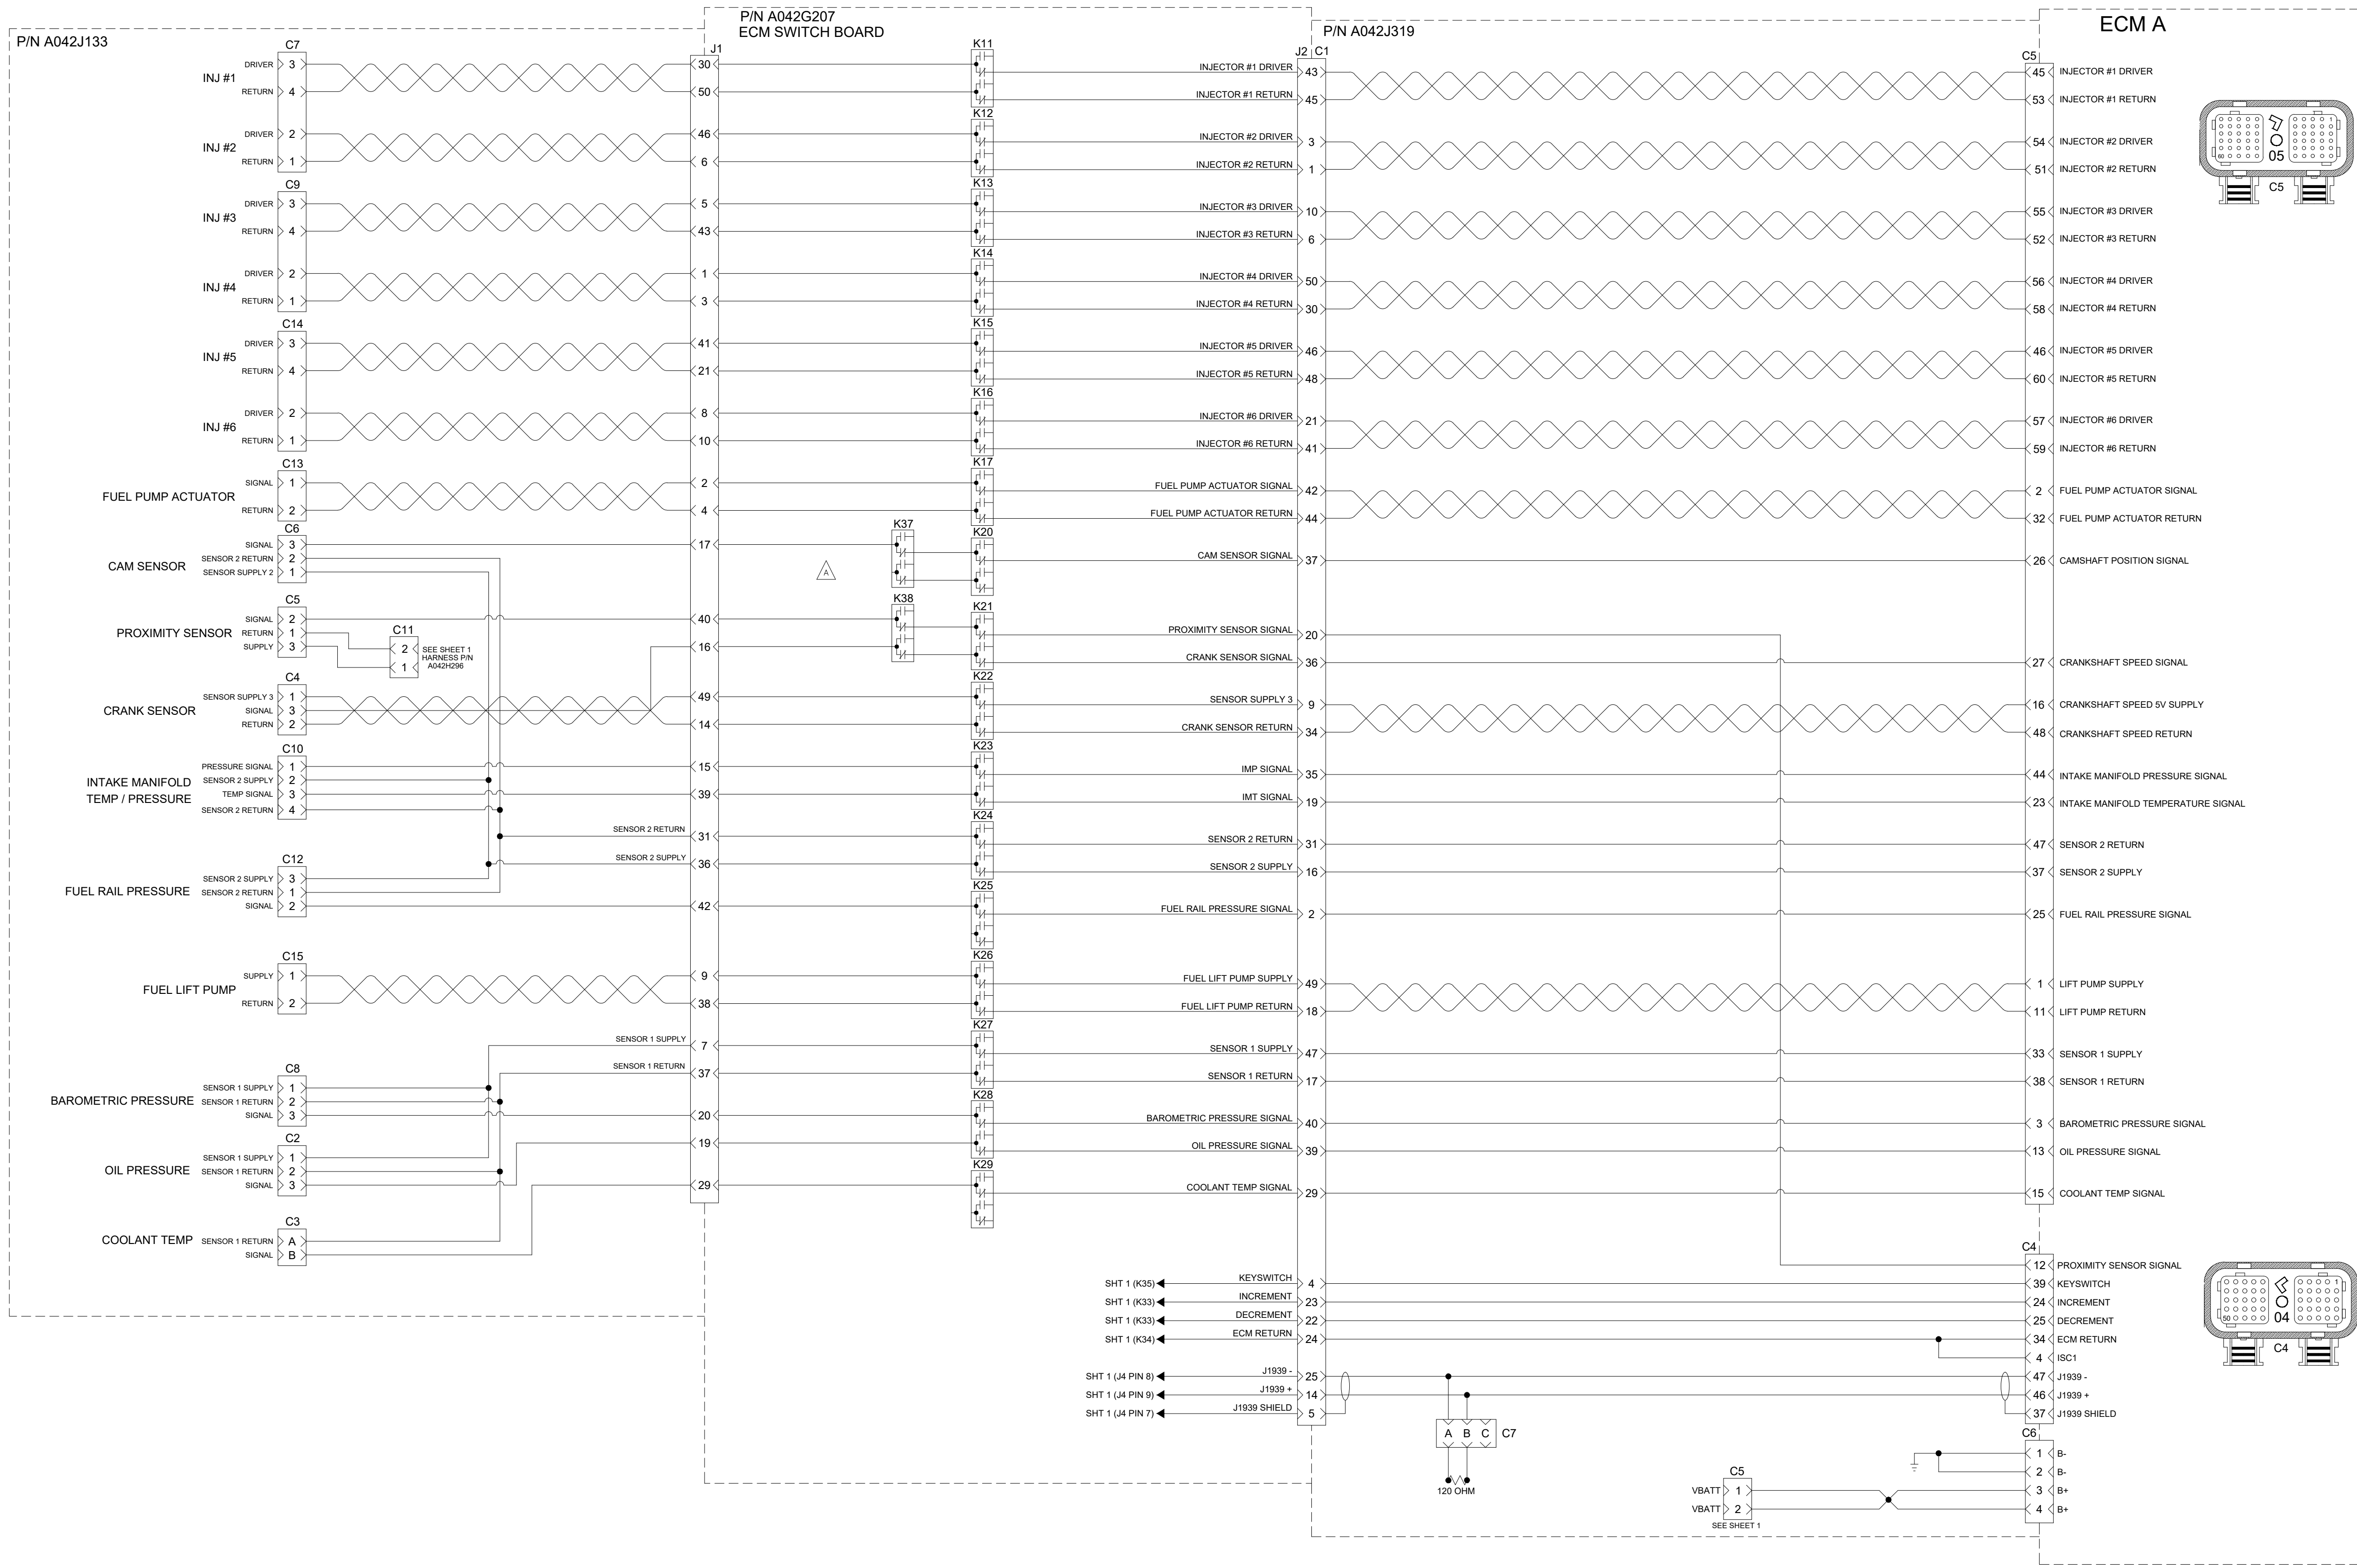 P/N A042J133
P/N A042G207
ECM SWITCH BOARD
P/N A042J319
ECM A
C7
INJ #1
DRIVER 3
RETURN 4
INJ #2
DRIVER 2
RETURN 1
C9
INJ #3
DRIVER 3
RETURN 4
INJ #4
DRIVER 2
RETURN 1
C14
INJ #5
DRIVER 3
RETURN 4
INJ #6
DRIVER 2
RETURN 1
C13
FUEL PUMP ACTUATOR
SIGNAL 1
RETURN 2
C6
CAM SENSOR
SIGNAL 3
SENSOR 2 RETURN 2
SENSOR SUPPLY 2 1
C5
PROXIMITY SENSOR
SIGNAL 2
RETURN 1
SUPPLY 3
C11
2
1
SEE SHEET 1
HARNESS P/N
A042H296
C4
CRANK SENSOR
SENSOR SUPPLY 3 1
SIGNAL 3
RETURN 2
C10
INTAKE MANIFOLD
TEMP / PRESSURE
PRESSURE SIGNAL 1
SENSOR 2 SUPPLY 2
TEMP SIGNAL 3
SENSOR 2 RETURN 4
SENSOR 2 RETURN
SENSOR 2 SUPPLY
C12
FUEL RAIL PRESSURE
SENSOR 2 SUPPLY 3
SENSOR 2 RETURN 1
SIGNAL 2
C15
FUEL LIFT PUMP
SUPPLY 1
RETURN 2
SENSOR 1 SUPPLY
SENSOR 1 RETURN
C8
BAROMETRIC PRESSURE
SENSOR 1 SUPPLY 1
SENSOR 1 RETURN 2
SIGNAL 3
C2
OIL PRESSURE
SENSOR 1 SUPPLY 1
SENSOR 1 RETURN 2
SIGNAL 3
C3
COOLANT TEMP
SENSOR 1 RETURN A
SIGNAL B
J1
30
50
46
6
5
43
1
3
41
21
8
10
2
4
17
40
16
49
14
15
39
31
36
42
9
38
7
37
20
19
29
K37
A
K38
K11
K12
K13
K14
K15
K16
K17
K20
K21
K22
K23
K24
K25
K26
K27
K28
K29
J2 C1
INJECTOR #1 DRIVER 43
INJECTOR #1 RETURN 45
INJECTOR #2 DRIVER 3
INJECTOR #2 RETURN 1
INJECTOR #3 DRIVER 10
INJECTOR #3 RETURN 6
INJECTOR #4 DRIVER 50
INJECTOR #4 RETURN 30
INJECTOR #5 DRIVER 46
INJECTOR #5 RETURN 48
INJECTOR #6 DRIVER 21
INJECTOR #6 RETURN 41
FUEL PUMP ACTUATOR SIGNAL 42
FUEL PUMP ACTUATOR RETURN 44
CAM SENSOR SIGNAL 37
PROXIMITY SENSOR SIGNAL 20
CRANK SENSOR SIGNAL 36
SENSOR SUPPLY 3 9
CRANK SENSOR RETURN 34
IMP SIGNAL 35
IMT SIGNAL 19
SENSOR 2 RETURN 31
SENSOR 2 SUPPLY 16
FUEL RAIL PRESSURE SIGNAL 2
FUEL LIFT PUMP SUPPLY 49
FUEL LIFT PUMP RETURN 18
SENSOR 1 SUPPLY 47
SENSOR 1 RETURN 17
BAROMETRIC PRESSURE SIGNAL 40
OIL PRESSURE SIGNAL 39
COOLANT TEMP SIGNAL 29
SHT 1 (K35) KEYSWITCH 4
SHT 1 (K33) INCREMENT 23
SHT 1 (K33) DECREMENT 22
SHT 1 (K34) ECM RETURN 24
SHT 1 (J4 PIN 8) J1939 - 25
SHT 1 (J4 PIN 9) J1939 + 14
SHT 1 (J4 PIN 7) J1939 SHIELD 5
A B C C7
120 OHM
C5
VBATT 1
VBATT 2
SEE SHEET 1
C5
45 INJECTOR #1 DRIVER
53 INJECTOR #1 RETURN
54 INJECTOR #2 DRIVER
51 INJECTOR #2 RETURN
55 INJECTOR #3 DRIVER
52 INJECTOR #3 RETURN
56 INJECTOR #4 DRIVER
58 INJECTOR #4 RETURN
46 INJECTOR #5 DRIVER
60 INJECTOR #5 RETURN
57 INJECTOR #6 DRIVER
59 INJECTOR #6 RETURN
2 FUEL PUMP ACTUATOR SIGNAL
32 FUEL PUMP ACTUATOR RETURN
26 CAMSHAFT POSITION SIGNAL
27 CRANKSHAFT SPEED SIGNAL
16 CRANKSHAFT SPEED 5V SUPPLY
48 CRANKSHAFT SPEED RETURN
44 INTAKE MANIFOLD PRESSURE SIGNAL
23 INTAKE MANIFOLD TEMPERATURE SIGNAL
47 SENSOR 2 RETURN
37 SENSOR 2 SUPPLY
25 FUEL RAIL PRESSURE SIGNAL
1 LIFT PUMP SUPPLY
11 LIFT PUMP RETURN
33 SENSOR 1 SUPPLY
38 SENSOR 1 RETURN
3 BAROMETRIC PRESSURE SIGNAL
13 OIL PRESSURE SIGNAL
15 COOLANT TEMP SIGNAL
C4
12 PROXIMITY SENSOR SIGNAL
39 KEYSWITCH
24 INCREMENT
25 DECREMENT
34 ECM RETURN
4 ISC1
47 J1939 -
46 J1939 +
37 J1939 SHIELD
C6
1 B-
2 B-
3 B+
4 B+
1
60
05
C5
1
50
04
C4